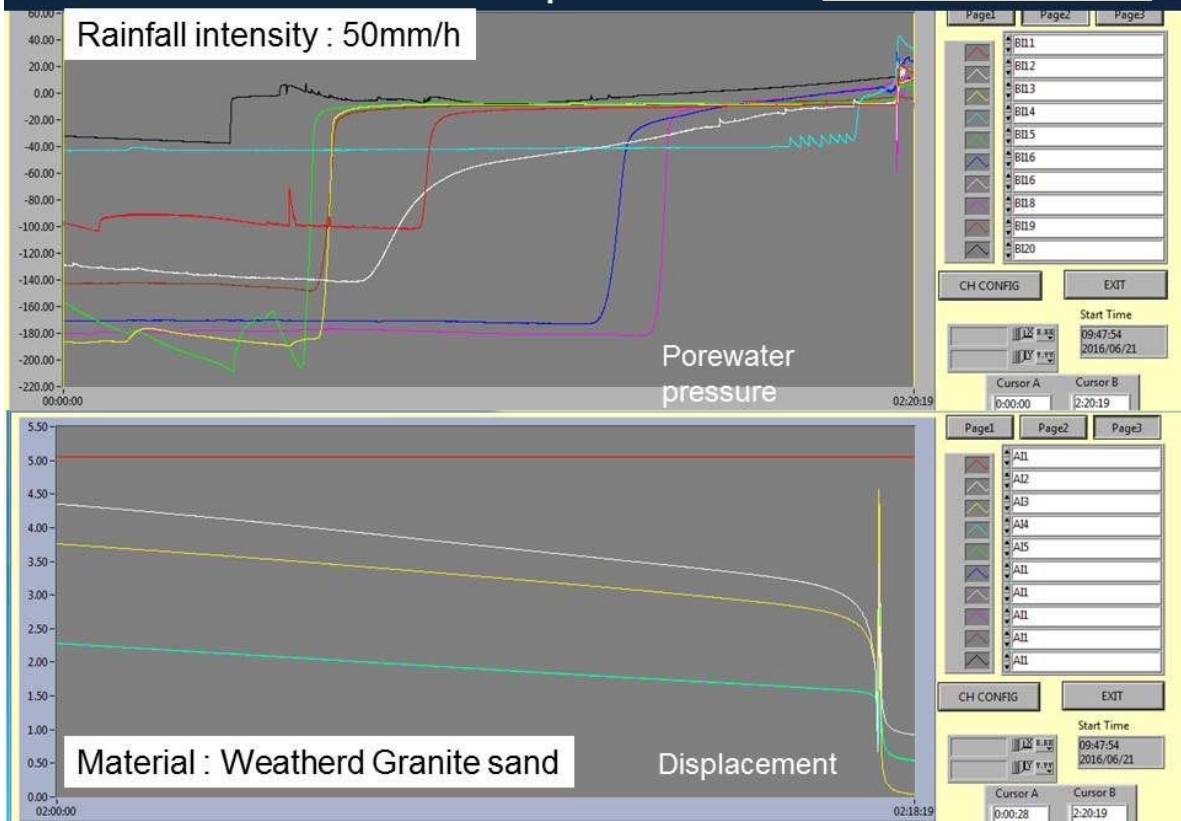 60.00
Rainfall intensity : 50mm/h
40.00
20.00
0.00
-20.00
-40.00
-60.00
-80.00
-100.00
-120.00
-140.00
-160.00
-180.00
-200.00
-220.00
00:00:00
02:20:19
Porewater
pressure
Page1 Page2 Page3
BI11
BI12
BI13
BI14
BI15
BI16
BI16
BI18
BI19
BI20
CH CONFIG EXIT
Start Time
09:47:54
2016/06/21
Cursor A Cursor B
0:00:00 2:20:19
5.50
5.00
4.50
4.00
3.50
3.00
2.50
2.00
1.50
1.00
0.50
0.00
Material : Weatherd Granite sand
Displacement
02:00:00
02:18:19
Page1 Page2 Page3
AI1
AI2
AI3
AI4
AI5
AI1
AI1
AI1
AI1
AI1
CH CONFIG EXIT
Start Time
09:47:54
2016/06/21
Cursor A Cursor B
0:00:28 2:20:19